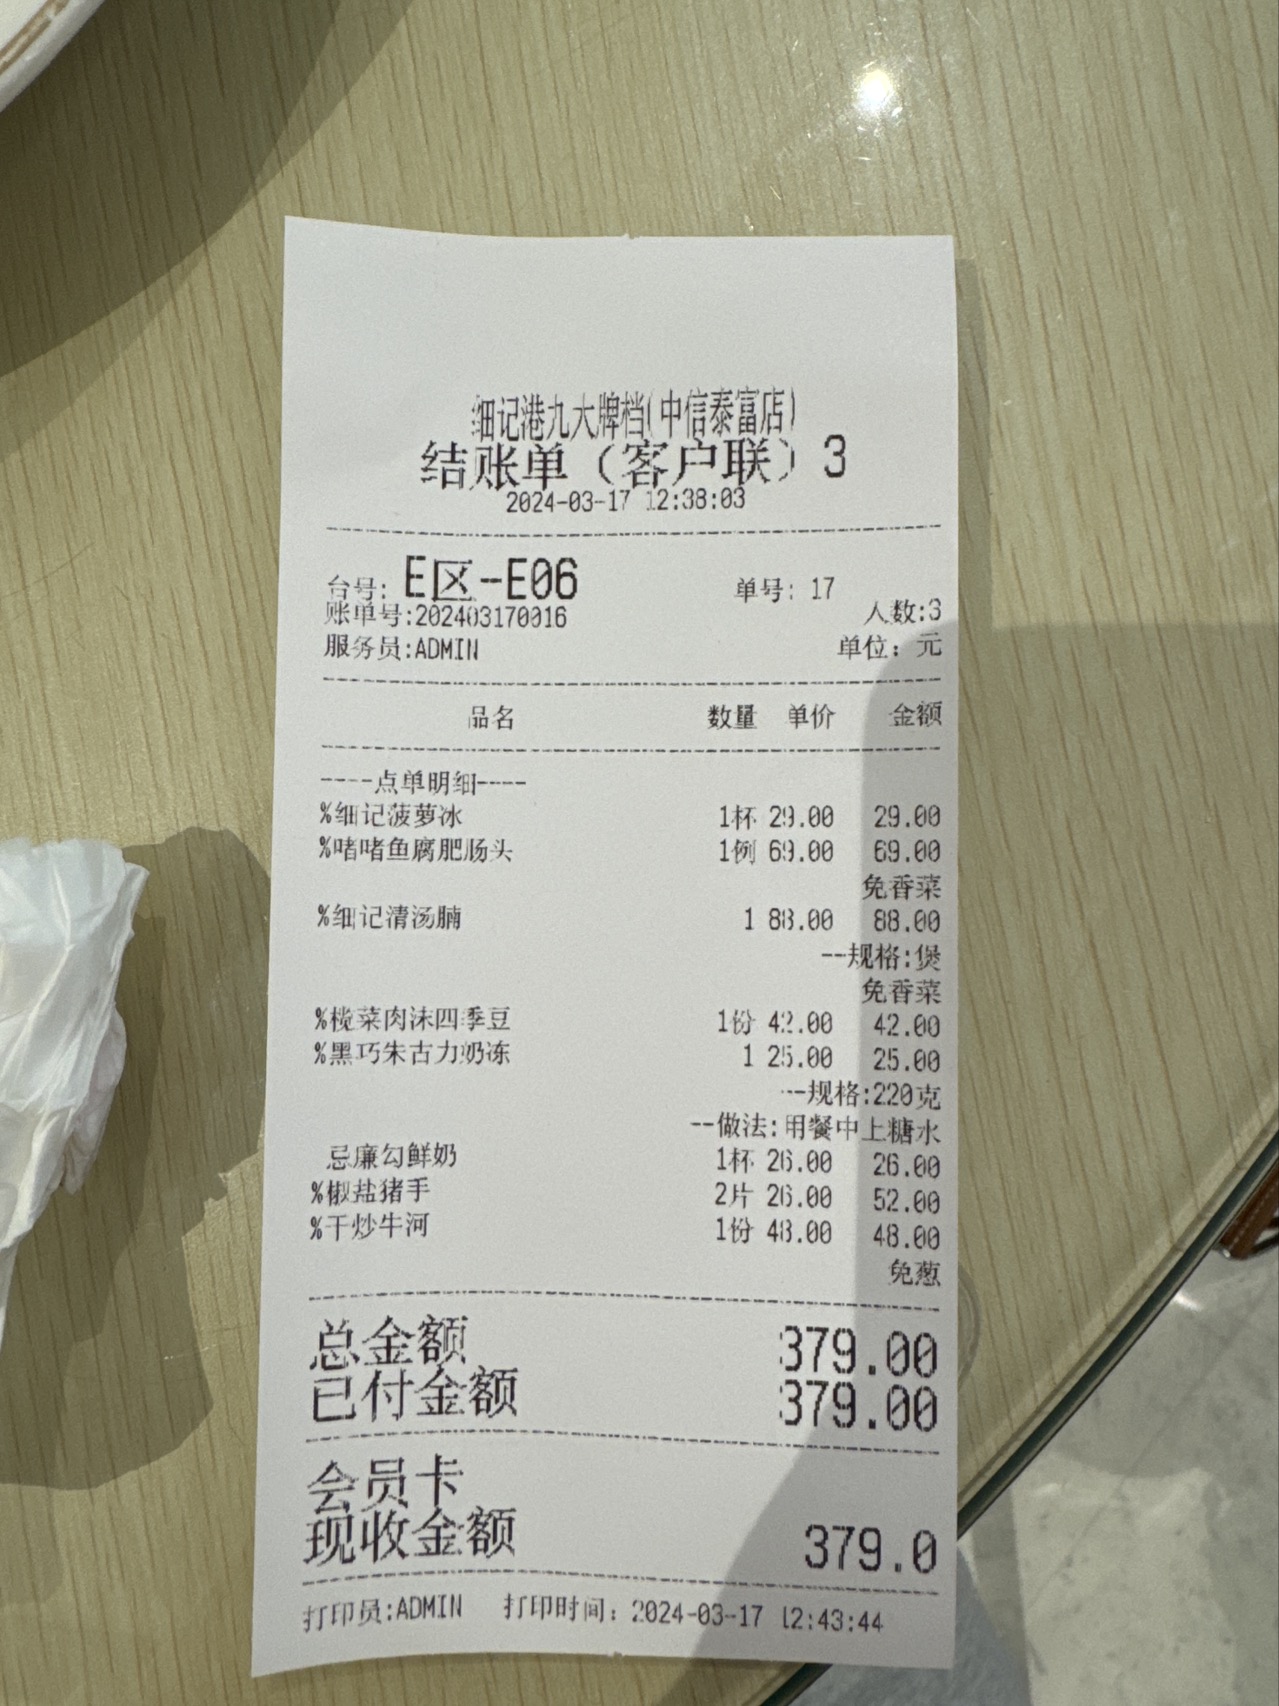 细记港九大牌档(中信泰富店)
结账单（客户联）3
2024-03-17 12:38:03
台号: E区-E06 单号: 17
账单号:202403170016 人数:3
服务员:ADMIN 单位: 元
品名 数量 单价 金额
----点单明细----
%细记菠萝冰 1杯 29.00 29.00
%啫啫鱼腐肥肠头 1例 69.00 69.00
免香菜
%细记清汤腩 1 88.00 88.00
--规格:煲
免香菜
%榄菜肉沫四季豆 1份 42.00 42.00
%黑巧朱古力奶冻 1 25.00 25.00
--规格:220克
--做法:用餐中上糖水
忌廉勾鲜奶 1杯 26.00 26.00
%椒盐猪手 2片 26.00 52.00
%干炒牛河 1份 48.00 48.00
免葱
总金额 379.00
已付金额 379.00
会员卡
现收金额 379.0
打印员:ADMIN 打印时间: 2024-03-17 12:43:44